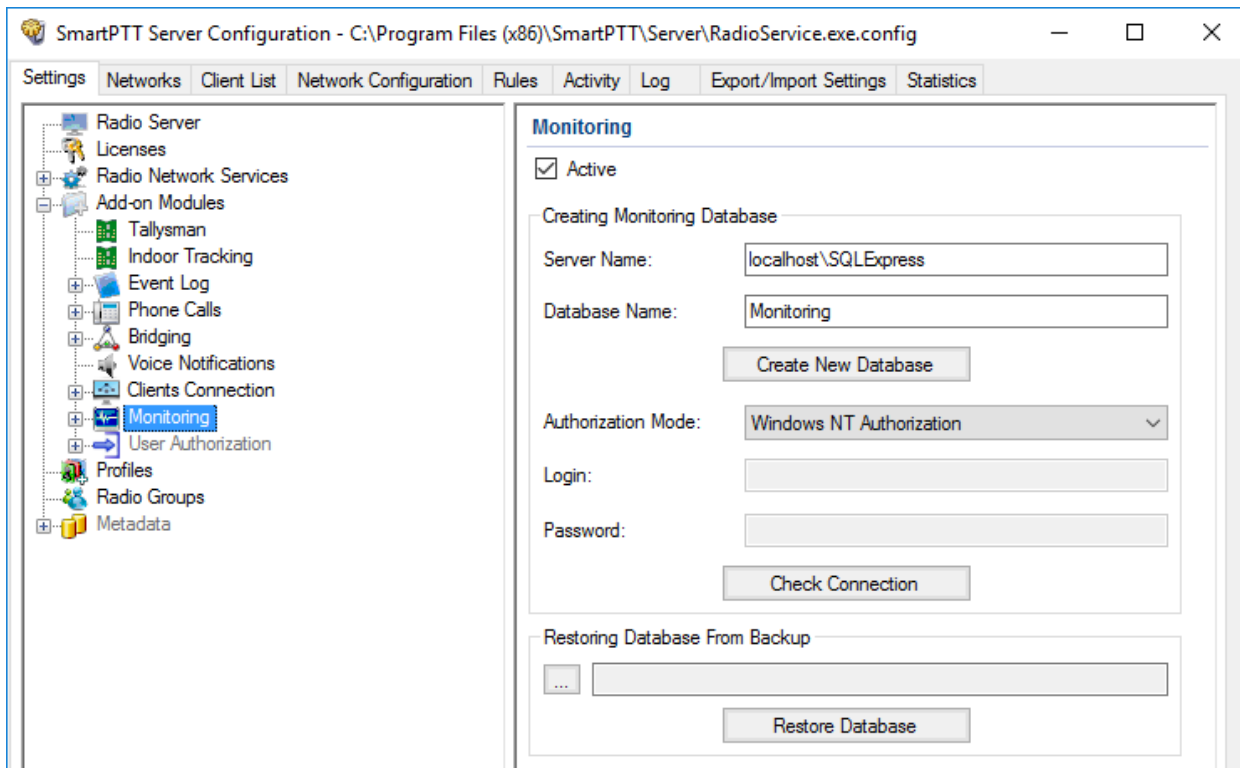 SmartPTT Server Configuration - C:\Program Files (x86)\SmartPTT\Server\RadioService.exe.config
Settings Networks Client List Network Configuration Rules Activity Log Export/Import Settings Statistics
Radio Server
Licenses
Radio Network Services
Add-on Modules
Tallysman
Indoor Tracking
Event Log
Phone Calls
Bridging
Voice Notifications
Clients Connection
Monitoring
User Authorization
Profiles
Radio Groups
Metadata
Monitoring
Active
Creating Monitoring Database
Server Name: localhost\SQLExpress
Database Name: Monitoring
Create New Database
Authorization Mode: Windows NT Authorization
Login:
Password:
Check Connection
Restoring Database From Backup
...
Restore Database